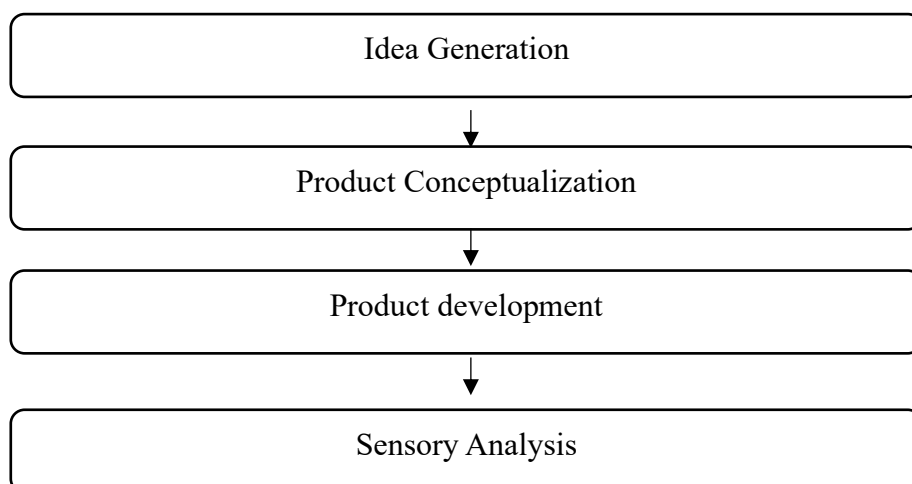 Idea Generation
Product Conceptualization
Product development
Sensory Analysis